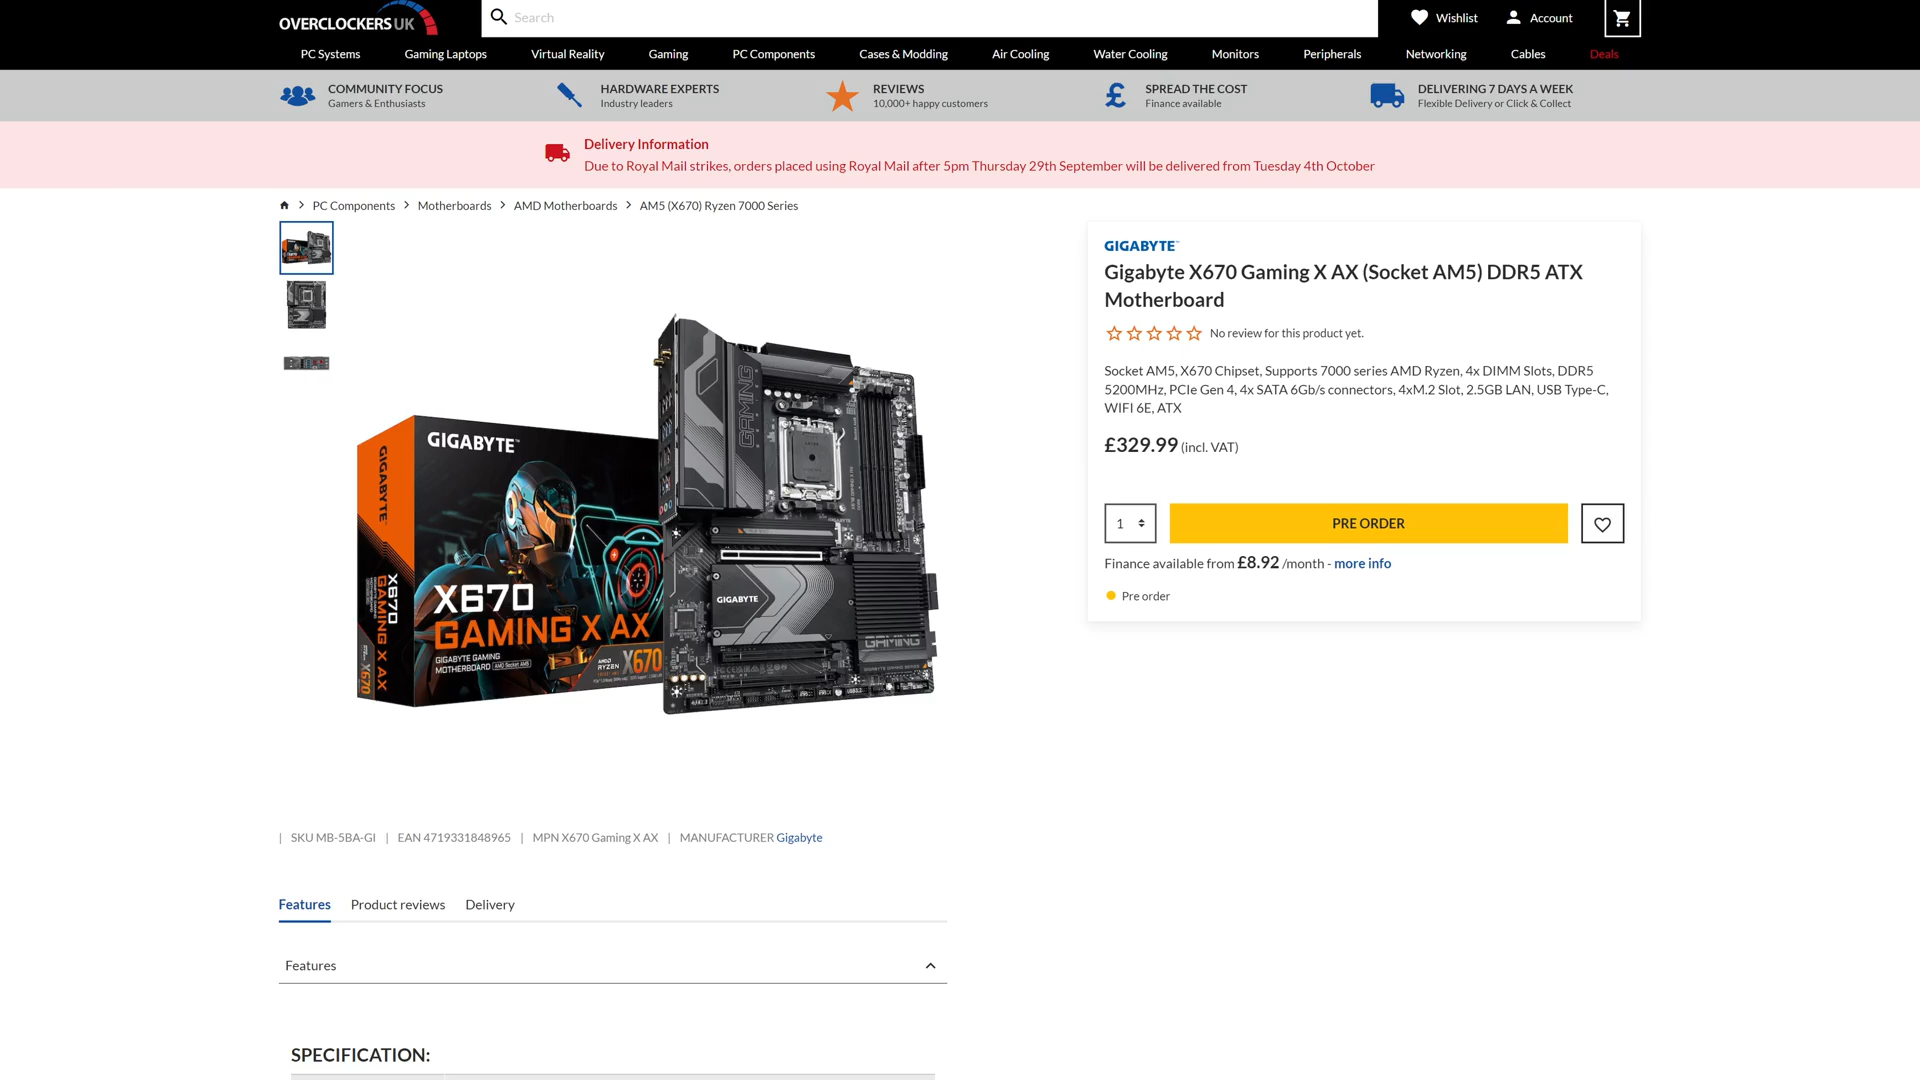 OVERCLOCKERS UK
Search
Wishlist
Account
PC Systems
Gaming Laptops
Virtual Reality
Gaming
PC Components
Cases & Modding
Air Cooling
Water Cooling
Monitors
Peripherals
Networking
Cables
Deals
COMMUNITY FOCUS
Gamers & Enthusiasts
HARDWARE EXPERTS
Industry leaders
REVIEWS
10,000+ happy customers
SPREAD THE COST
Finance available
DELIVERING 7 DAYS A WEEK
Flexible Delivery or Click & Collect
Delivery Information
Due to Royal Mail strikes, orders placed using Royal Mail after 5pm Thursday 29th September will be delivered from Tuesday 4th October
PC Components > Motherboards > AMD Motherboards > AM5 (X670) Ryzen 7000 Series
GIGABYTE™
Gigabyte X670 Gaming X AX (Socket AM5) DDR5 ATX
Motherboard
No review for this product yet.
Socket AM5, X670 Chipset, Supports 7000 series AMD Ryzen, 4x DIMM Slots, DDR5
5200MHz, PCIe Gen 4, 4x SATA 6Gb/s connectors, 4xM.2 Slot, 2.5GB LAN, USB Type-C,
WIFI 6E, ATX
£329.99 (incl. VAT)
1
PRE ORDER
Finance available from £8.92 /month - more info
Pre order
GIGABYTE™
GIGABYTE™
X670
GAMING X AX
GIGABYTE GAMING
MOTHERBOARD AMD Socket AM5
AMD
RYZEN
X670
X670
GAMING X AX
X670
GAMING
GIGABYTE
GAMING
| SKU MB-5BA-GI | EAN 4719331848965 | MPN X670 Gaming X AX | MANUFACTURER Gigabyte
Features
Product reviews
Delivery
Features
SPECIFICATION: